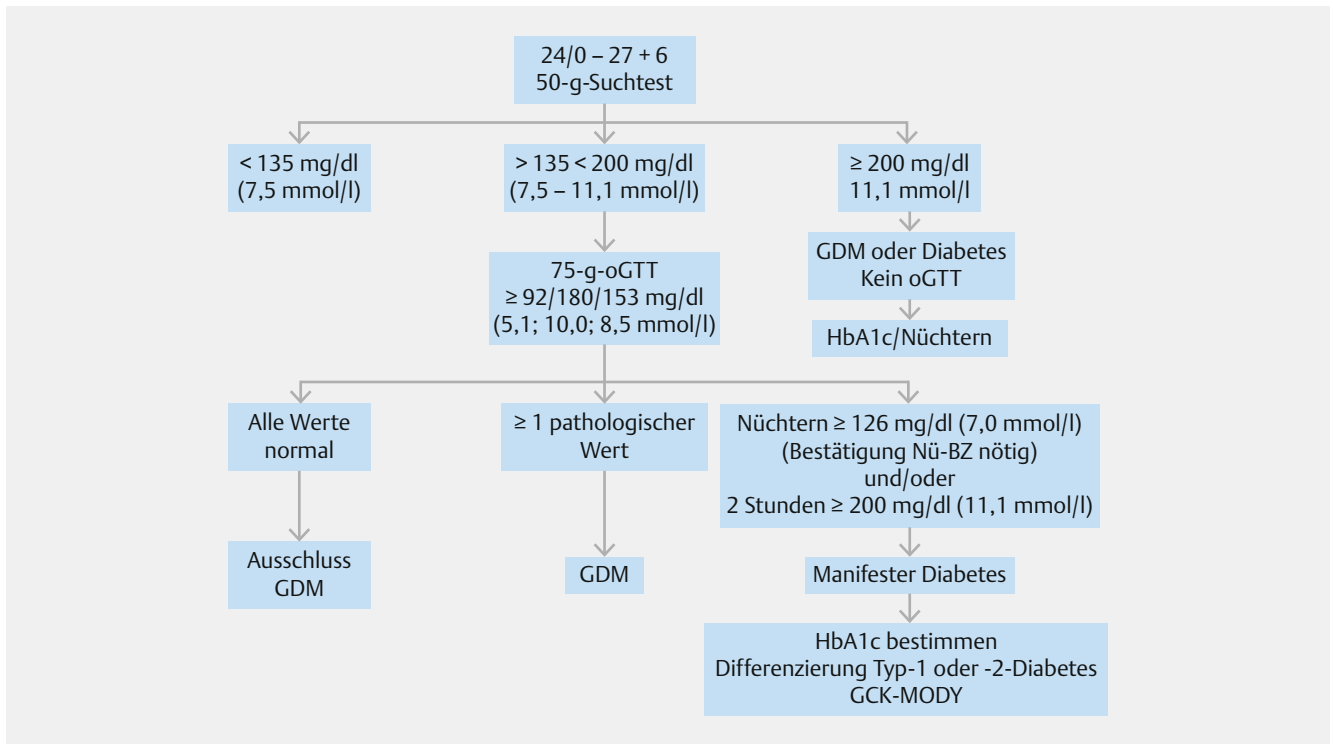 24/0 – 27 + 6
50-g-Suchtest
< 135 mg/dl
(7,5 mmol/l)
> 135 < 200 mg/dl
(7,5 – 11,1 mmol/l)
≥ 200 mg/dl
11,1 mmol/l
75-g-oGTT
≥ 92/180/153 mg/dl
(5,1; 10,0; 8,5 mmol/l)
GDM oder Diabetes
Kein oGTT
HbA1c/Nüchtern
Alle Werte
normal
≥ 1 pathologischer
Wert
Nüchtern ≥ 126 mg/dl (7,0 mmol/l)
(Bestätigung Nü-BZ nötig)
und/oder
2 Stunden ≥ 200 mg/dl (11,1 mmol/l)
Ausschluss
GDM
GDM
Manifester Diabetes
HbA1c bestimmen
Differenzierung Typ-1 oder -2-Diabetes
GCK-MODY